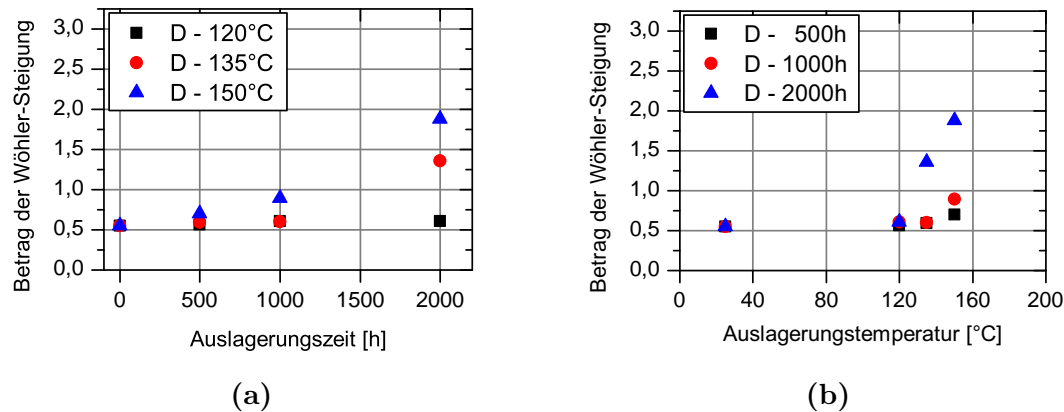 3,0
2,5
2,0
1,5
1,0
0,5
0,0
Betrag der Wöhler-Steigung
D - 120°C
D - 135°C
D - 150°C
0 500 1000 1500 2000
Auslagerungszeit [h]
(a)
3,0
2,5
2,0
1,5
1,0
0,5
0,0
Betrag der Wöhler-Steigung
D - 500h
D - 1000h
D - 2000h
0 40 80 120 160 200
Auslagerungstemperatur [°C]
(b)